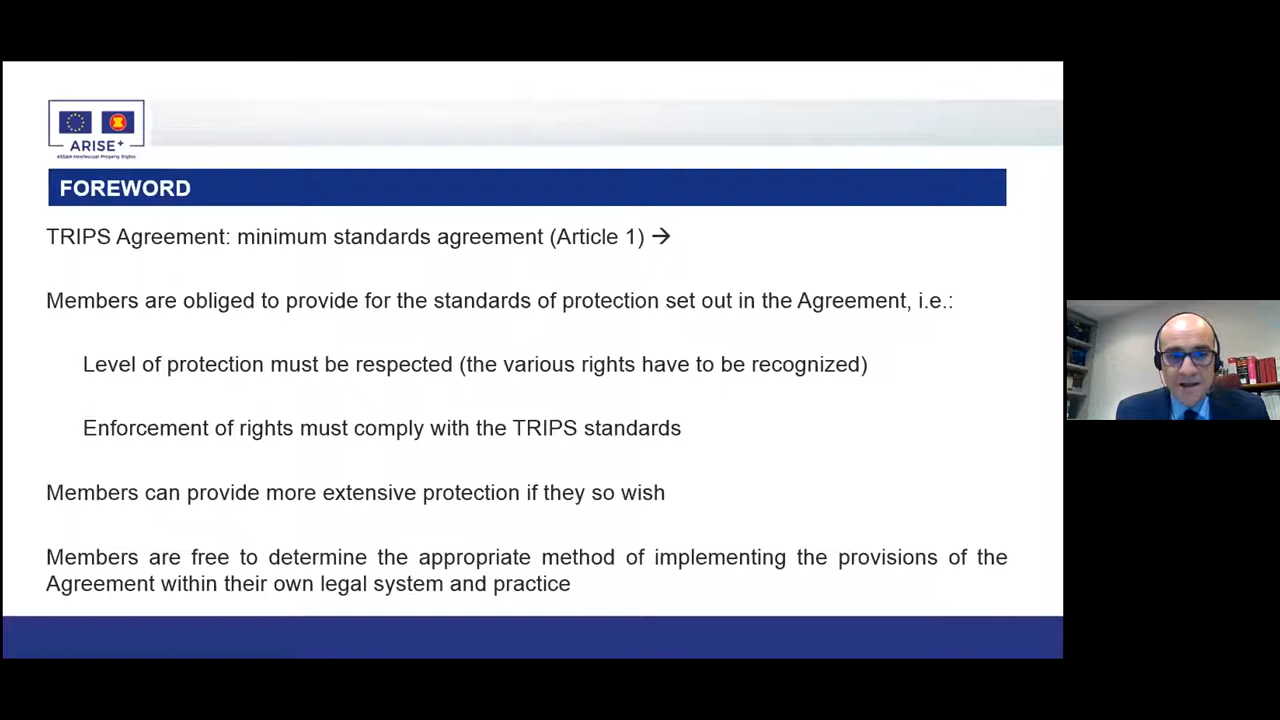 ARISE+
ASEAN Intellectual Property Rights
FOREWORD
TRIPS Agreement: minimum standards agreement (Article 1) →
Members are obliged to provide for the standards of protection set out in the Agreement, i.e.:
Level of protection must be respected (the various rights have to be recognized)
Enforcement of rights must comply with the TRIPS standards
Members can provide more extensive protection if they so wish
Members are free to determine the appropriate method of implementing the provisions of the
Agreement within their own legal system and practice